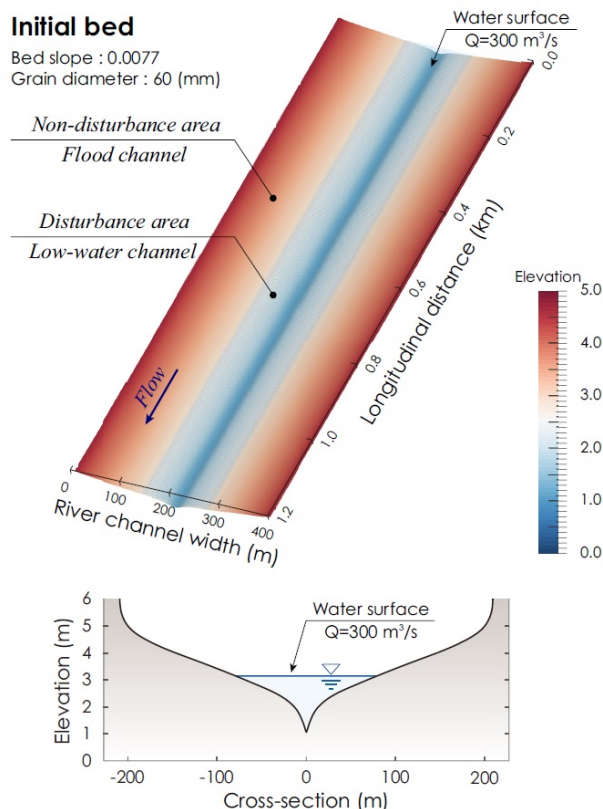 Initial bed
Bed slope : 0.0077
Grain diameter : 60 (mm)
Water surface
Q=300 m³/s
Non-disturbance area
Flood channel
Disturbance area
Low-water channel
Flow
0.0
0.2
0.4
0.6
0.8
1.0
1.2
Longitudinal distance (km)
0
100
200
300
400
River channel width (m)
Elevation
5.0
4.0
3.0
2.0
1.0
0.0
Water surface
Q=300 m³/s
Elevation (m)
6
5
4
3
2
1
0
-200
-100
0
100
200
Cross-section (m)